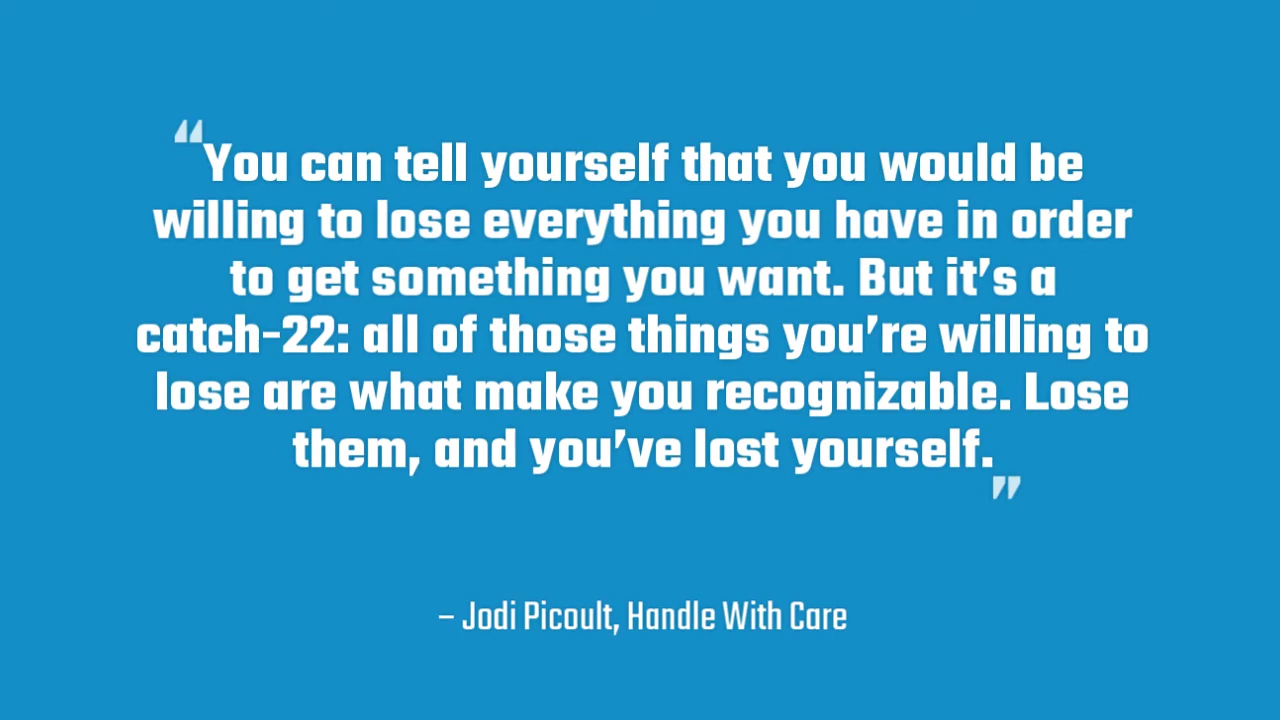 “You can tell yourself that you would be
willing to lose everything you have in order
to get something you want. But it’s a
catch-22: all of those things you’re willing to
lose are what make you recognizable. Lose
them, and you’ve lost yourself.”
– Jodi Picoult, Handle With Care